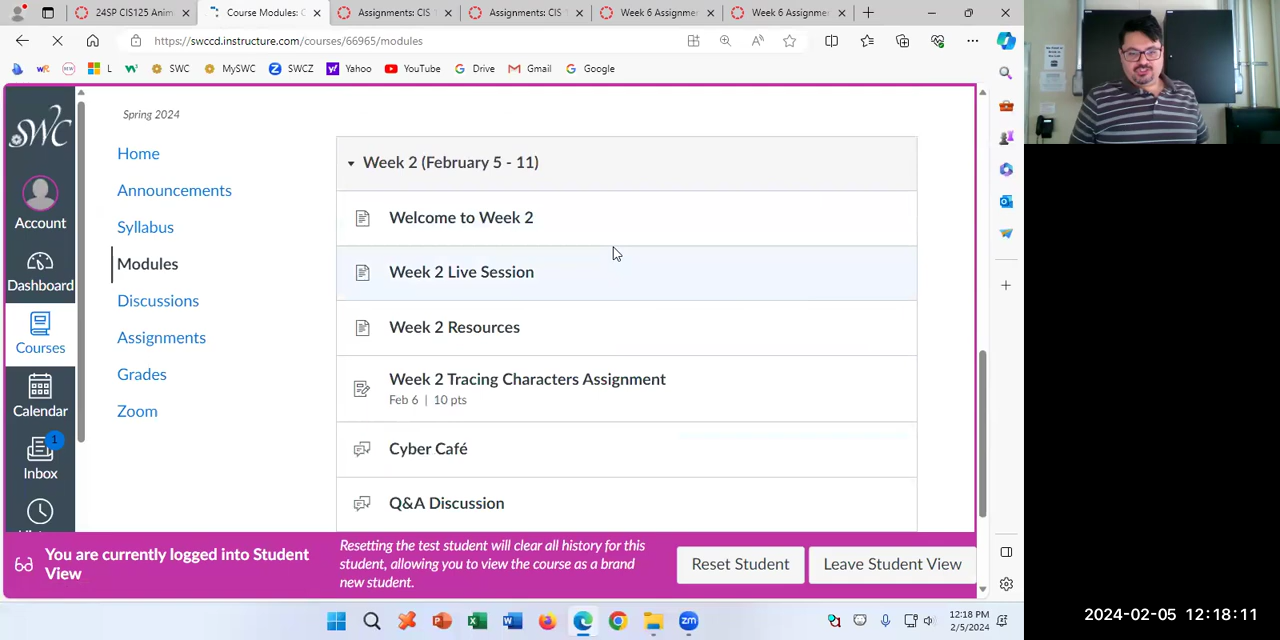 24SP CIS125 Anim
Course Modules: C
Assignments: CIS
Assignments: CIS
Week 6 Assignme
Week 6 Assignme
https://swccd.instructure.com/courses/66965/modules
L
SWC
MySWC
SWCZ
Yahoo
YouTube
Drive
Gmail
Google
SWC
Account
Dashboard
Courses
Calendar
1
Inbox
Spring 2024
Home
Announcements
Syllabus
Modules
Discussions
Assignments
Grades
Zoom
Week 2 (February 5 - 11)
Welcome to Week 2
Week 2 Live Session
Week 2 Resources
Week 2 Tracing Characters Assignment
Feb 6 | 10 pts
Cyber Café
Q&A Discussion
You are currently logged into Student
View
Resetting the test student will clear all history for this
student, allowing you to view the course as a brand
new student.
Reset Student
Leave Student View
12:18 PM
2/5/2024
2024-02-05 12:18:11